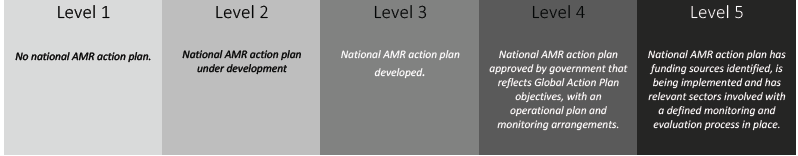 Level 1
No national AMR action plan.
Level 2
National AMR action plan
under development
Level 3
National AMR action plan
developed.
Level 4
National AMR action plan
approved by government that
reflects Global Action Plan
objectives, with an
operational plan and
monitoring arrangements.
Level 5
National AMR action plan has
funding sources identified, is
being implemented and has
relevant sectors involved with
a defined monitoring and
evaluation process in place.